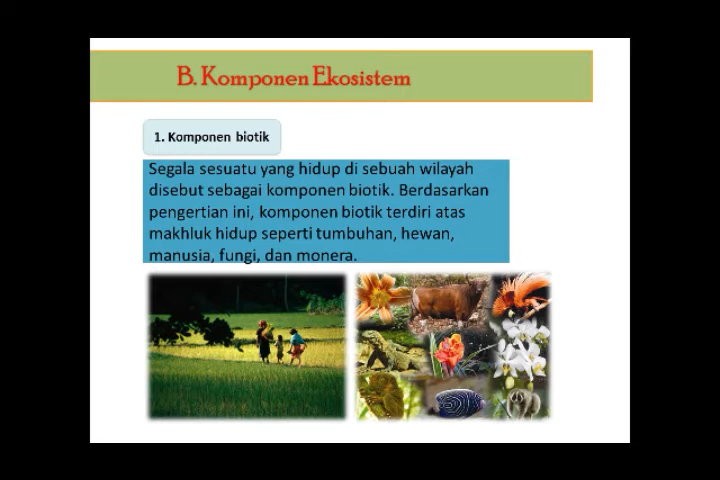 B. Komponen Ekosistem
1. Komponen biotik
Segala sesuatu yang hidup di sebuah wilayah
disebut sebagai komponen biotik. Berdasarkan
pengertian ini, komponen biotik terdiri atas
makhluk hidup seperti tumbuhan, hewan,
manusia, fungi, dan monera.